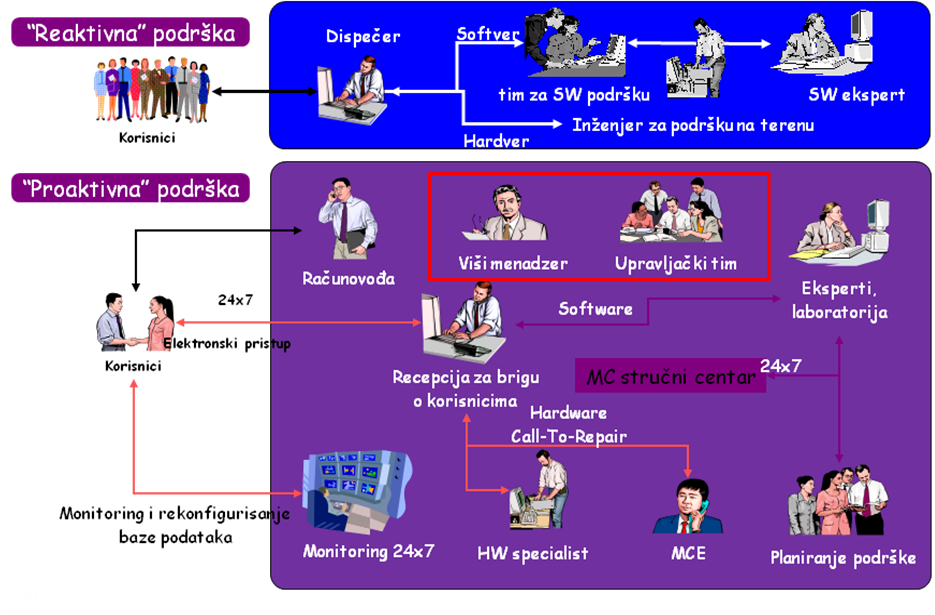 “Reaktivna” podrška
Dispečer
Softver
tim za SW podršku
SW ekspert
Korisnici
Inženjer za podršku na terenu
Hardver
“Proaktivna” podrška
Računovođa
Viši menadzer
Upravljački tim
Eksperti,
laboratorija
24x7
Elektronski pristup
Korisnici
Software
Recepcija za brigu
o korisnicima
MC stručni centar
24x7
Hardware
Call-To-Repair
Monitoring i rekonfigurisanje
baze podataka
Monitoring 24x7
HW specialist
MCE
Planiranje podrške